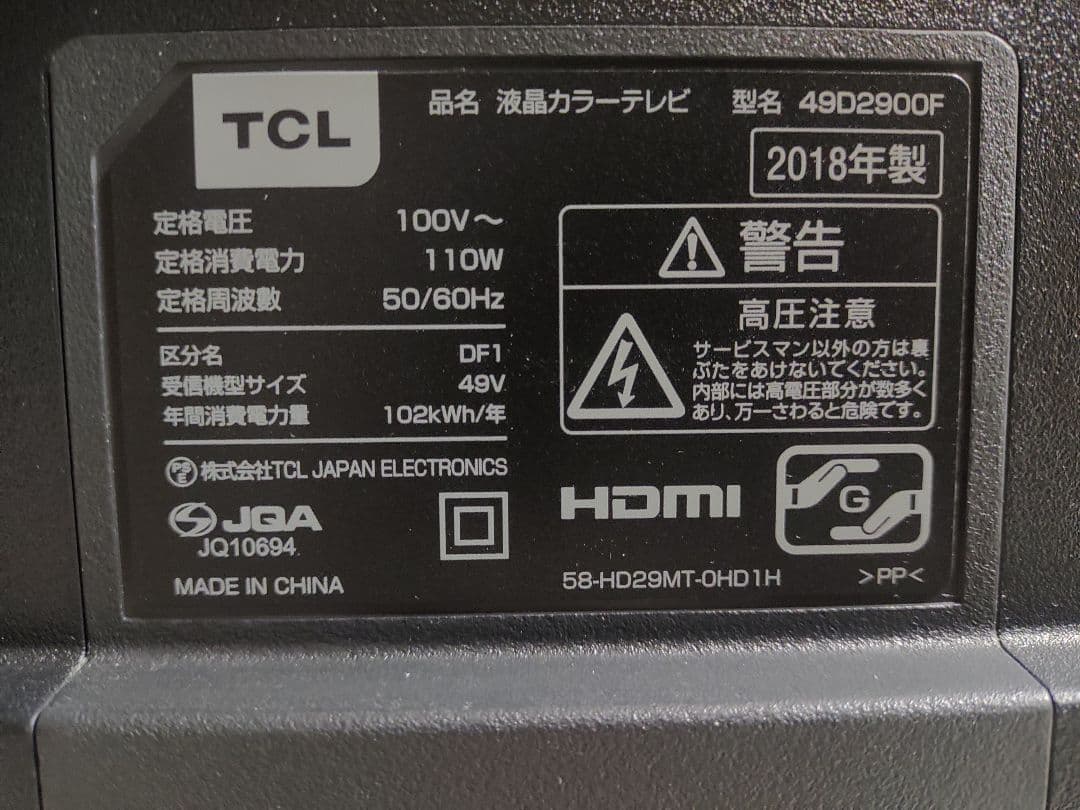 TCL
品名 液晶カラーテレビ 型名 49D2900F
2018年製
定格電圧 100V～
定格消費電力 110W
定格周波數 50/60Hz
区分名 DF1
受信機型サイズ 49V
年間消費電力量 102kWh/年
PSE 株式会社TCL JAPAN ELECTRONICS
JQA
JQ10694
MADE IN CHINA
警告
高圧注意
サービスマン以外の方は裏
ぶたをあけないでください。
内部には高電圧部分が数多く
あり、万一さわると危険です。
HDMI
G
58-HD29MT-0HD1H
>PP<